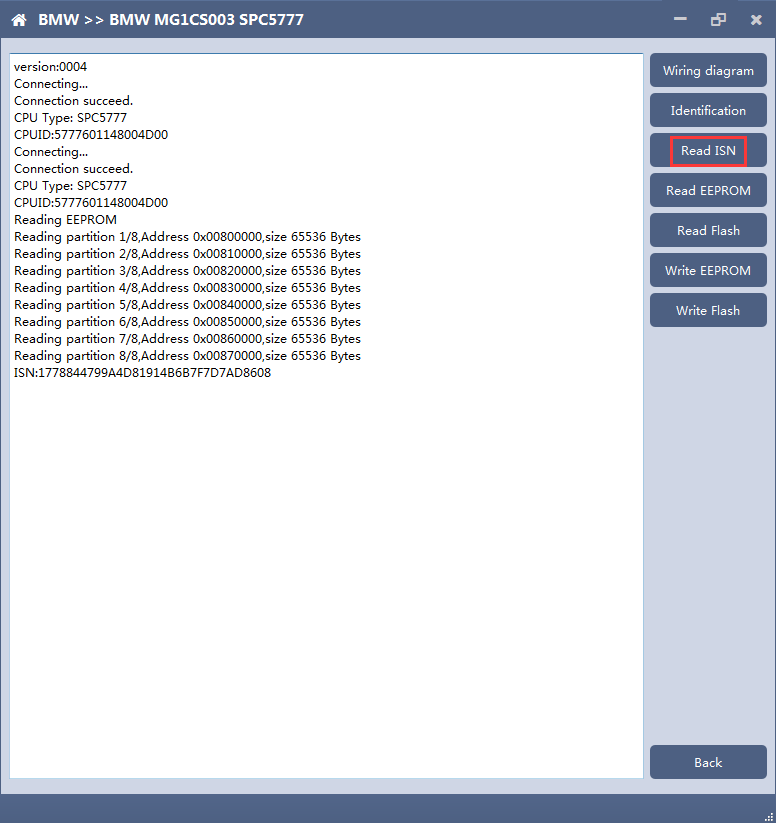 BMW >> BMW MG1CS003 SPC5777
version:0004
Connecting...
Connection succeed.
CPU Type: SPC5777
CPUID:5777601148004D00
Connecting...
Connection succeed.
CPU Type: SPC5777
CPUID:5777601148004D00
Reading EEPROM
Reading partition 1/8,Address 0x00800000,size 65536 Bytes
Reading partition 2/8,Address 0x00810000,size 65536 Bytes
Reading partition 3/8,Address 0x00820000,size 65536 Bytes
Reading partition 4/8,Address 0x00830000,size 65536 Bytes
Reading partition 5/8,Address 0x00840000,size 65536 Bytes
Reading partition 6/8,Address 0x00850000,size 65536 Bytes
Reading partition 7/8,Address 0x00860000,size 65536 Bytes
Reading partition 8/8,Address 0x00870000,size 65536 Bytes
ISN:1778844799A4D81914B6B7F7D7AD8608
Wiring diagram
Identification
Read ISN
Read EEPROM
Read Flash
Write EEPROM
Write Flash
Back